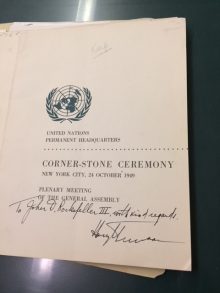 UNITED NATIONS
PERMANENT HEADQUARTERS
CORNER-STONE CEREMONY
NEW YORK CITY, 24 OCTOBER 1949
PLENARY MEETING
OF THE GENERAL ASSEMBLY
To John D. Rockefeller III, with kind regards.
Harry Truman